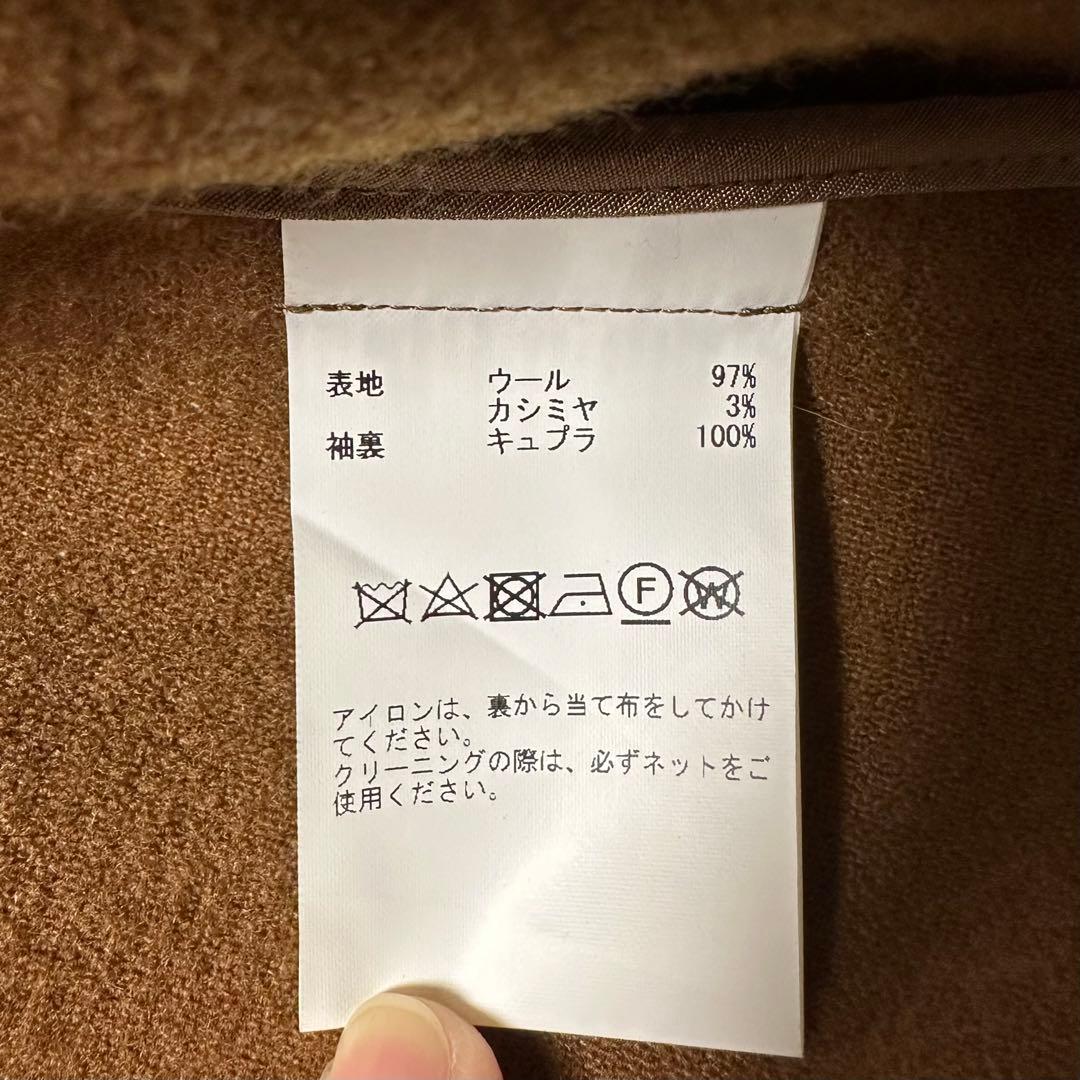 表地 ウール 97%
カシミヤ 3%
袖裏 キュプラ 100%
F W
アイロンは、裏から当て布をしてかけ
てください。
クリーニングの際は、必ずネットをご
使用ください。